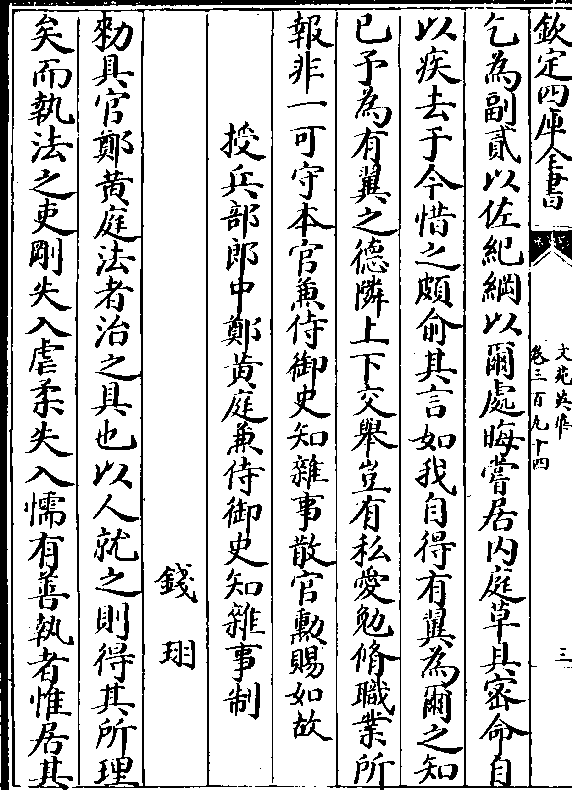 欽定四庫全書
文苑英華
卷三百九十四
三
乞為副貳以佐紀綱以爾處晦嘗居内庭草具密命自
以疾去于今惜之頗俞其言如我自得有翼為爾之知
已予為有翼之德隣上下交舉豈有私愛勉脩職業所
報非一可守本官兼侍御史知雜事散官勲賜如故
授兵部郎中鄭黄庭兼侍御史知雜事制
錢珝
勑具官鄭黄庭法者治之具也以人就之則得其所理
矣而執法之吏剛失入虐柔失入懦有善執者惟居其